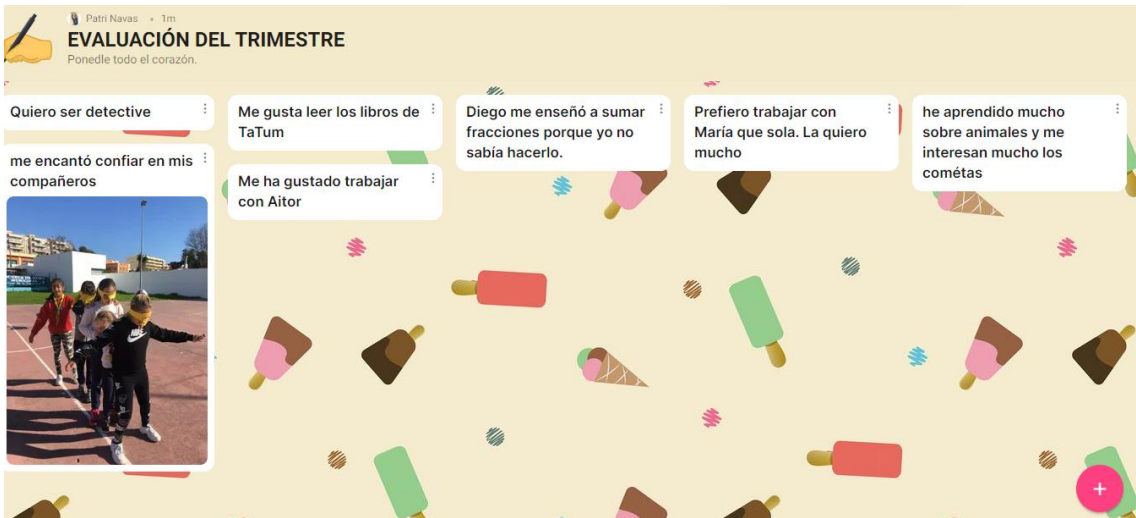 Patri Navas • 1m
EVALUACIÓN DEL TRIMESTRE
Ponedle todo el corazón.
Quiero ser detective
me encantó confiar en mis
compañeros
Me gusta leer los libros de
TaTum
Me ha gustado trabajar
con Aitor
Diego me enseñó a sumar
fracciones porque yo no
sabía hacerlo.
Prefiero trabajar con
María que sola. La quiero
mucho
he aprendido mucho
sobre animales y me
interesan mucho los
cométas